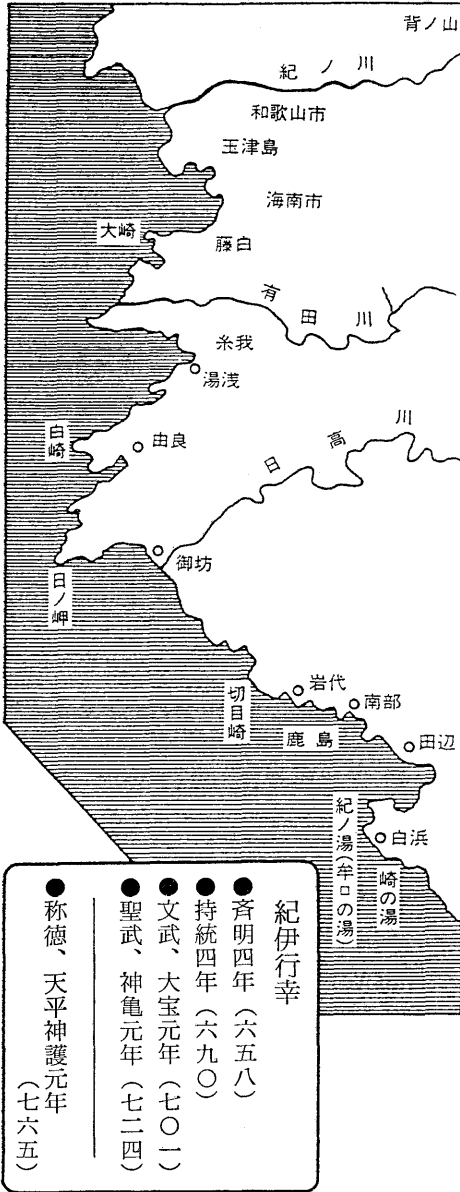 背ノ山
紀ノ川
和歌山市
玉津島
海南市
大崎
藤白
有田川
糸我
湯浅
白崎
由良
日高川
御坊
日ノ岬
岩代
切目崎
南部
鹿島
田辺
紀ノ湯(牟ロの湯)
白浜
崎の湯
紀伊行幸
●斉明四年(六五八)
●持統四年(六九〇)
●文武、大宝元年(七〇一)
●聖武、神亀元年(七二四)
●称徳、天平神護元年
(七六五)